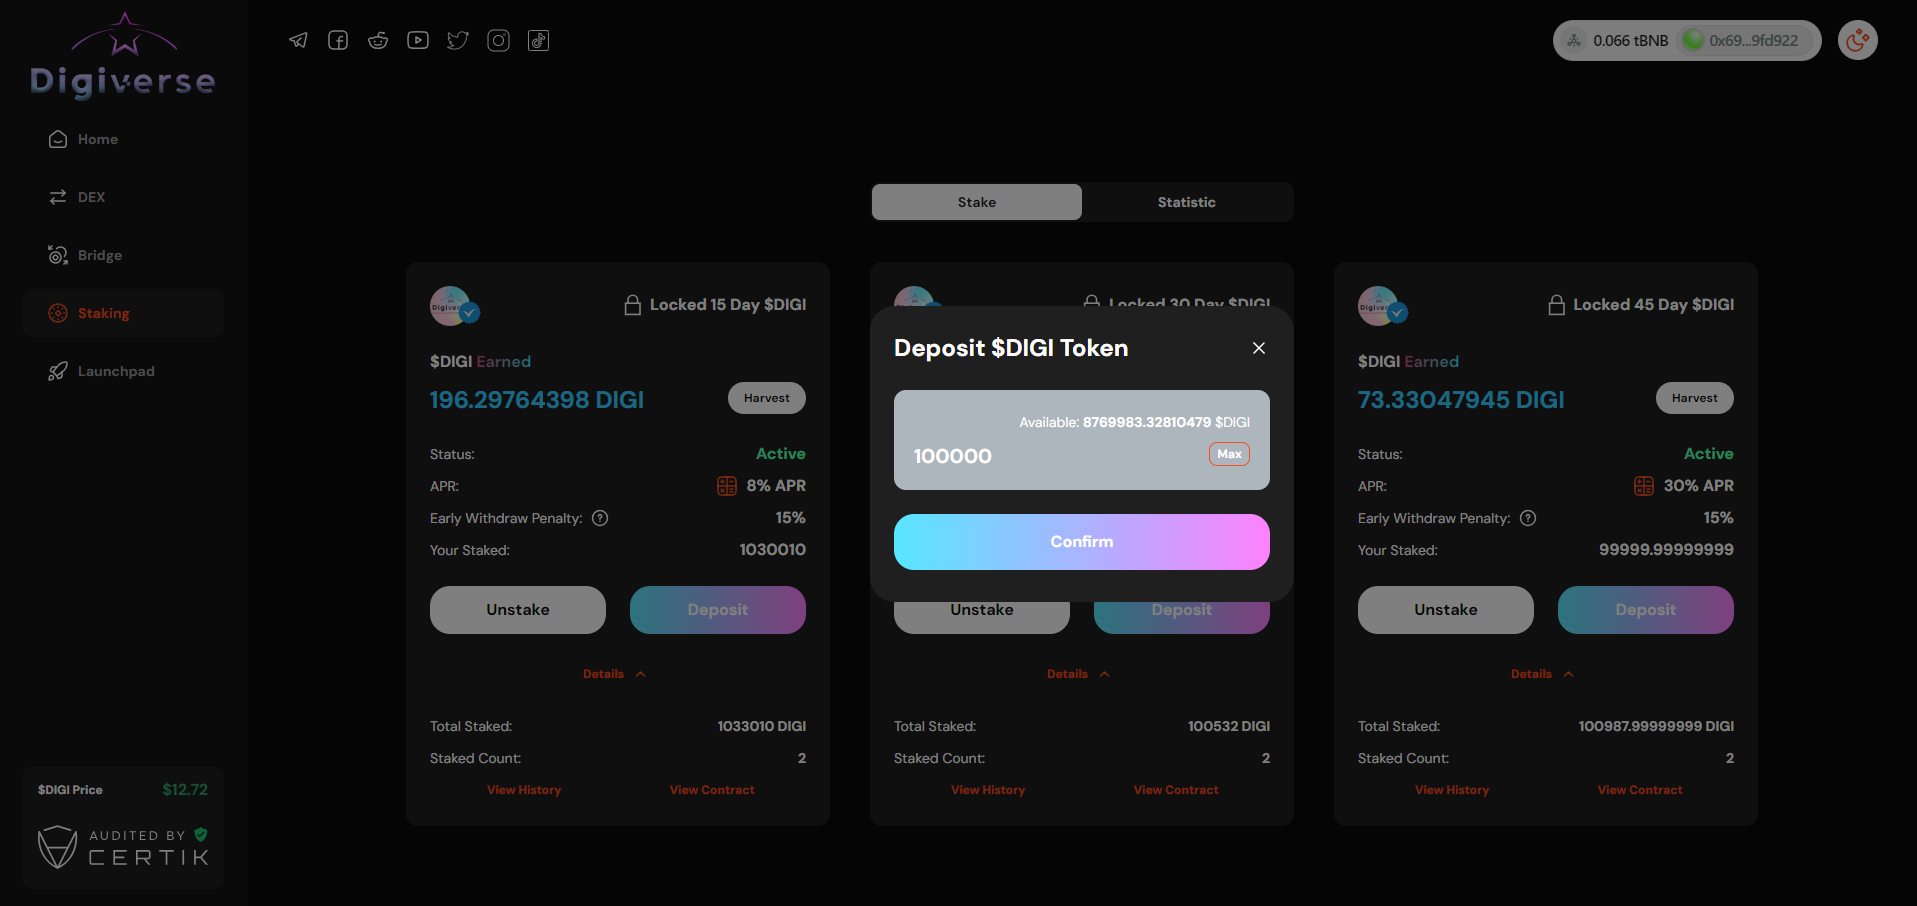 Digiverse
Home
DEX
Bridge
Staking
Launchpad
$DIGI Price $12.72
AUDITED BY
CERTIK
0.066 tBNB 0x69...9fd922
Stake Statistic
Digiverse
Locked 15 Day $DIGI
$DIGI Earned
196.29764398 DIGI Harvest
Status: Active
APR: 8% APR
Early Withdraw Penalty: ? 15%
Your Staked: 1030010
Unstake Deposit
Details
Total Staked: 1033010 DIGI
Staked Count: 2
View History View Contract
Locked 30 Day $DIGI
Deposit $DIGI Token
Available: 8769983.32810479 $DIGI
100000 Max
Confirm
Unstake Deposit
Details
Total Staked: 100532 DIGI
Staked Count: 2
View History View Contract
Digiverse
Locked 45 Day $DIGI
$DIGI Earned
73.33047945 DIGI Harvest
Status: Active
APR: 30% APR
Early Withdraw Penalty: ? 15%
Your Staked: 99999.99999999
Unstake Deposit
Details
Total Staked: 100987.99999999 DIGI
Staked Count: 2
View History View Contract